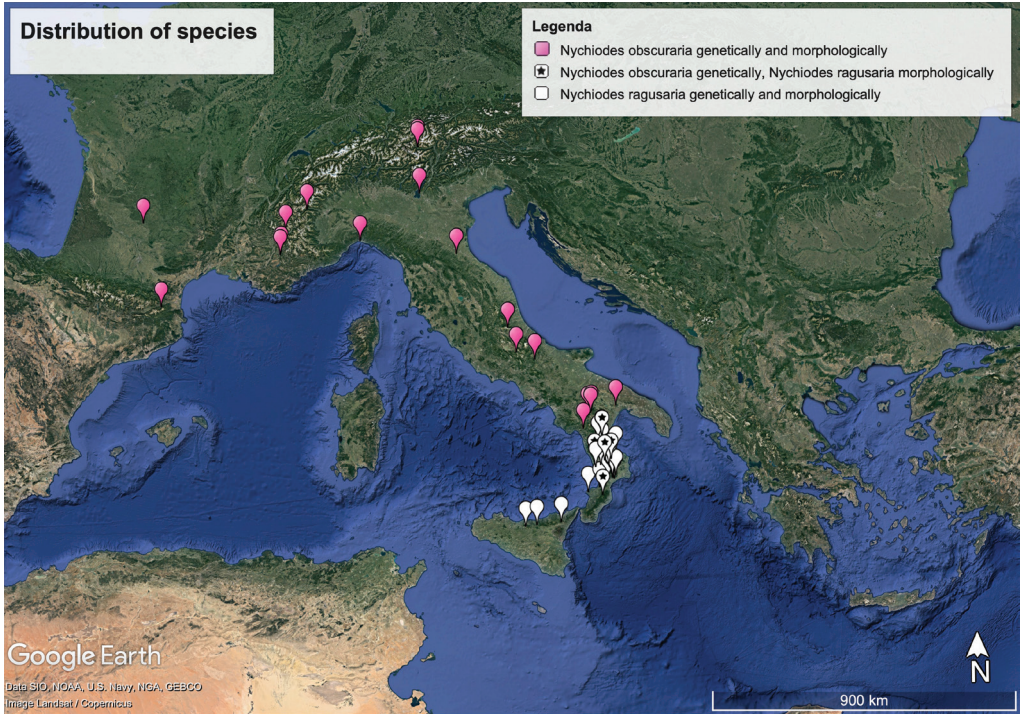 Distribution of species
Legenda
Nychiodes obscuraria genetically and morphologically
Nychiodes obscuraria genetically, Nychiodes ragusaria morphologically
Nychiodes ragusaria genetically and morphologically
Google Earth
Data SIO, NOAA, U.S. Navy, NGA, GEBCO
Image Landsat / Copernicus
N
900 km